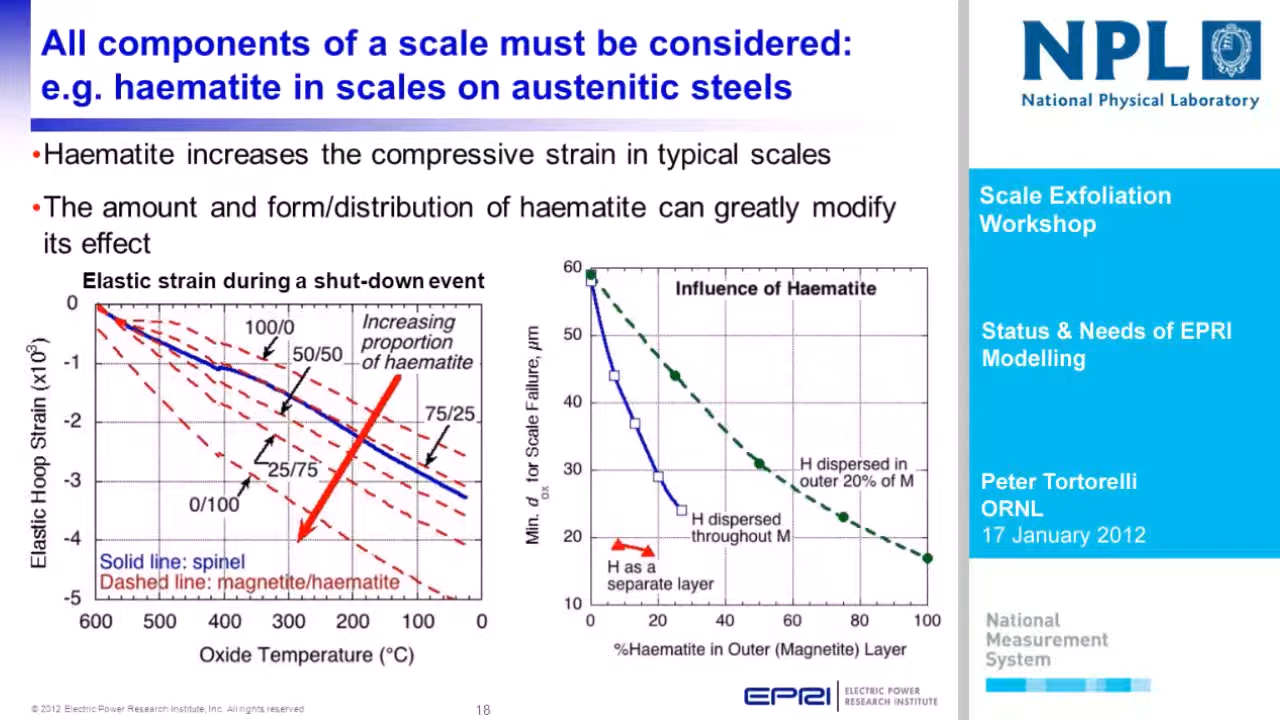 All components of a scale must be considered:
e.g. haematite in scales on austenitic steels
•Haematite increases the compressive strain in typical scales
•The amount and form/distribution of haematite can greatly modify
its effect
Elastic strain during a shut-down event
Elastic Hoop Strain (x10³)
0
-1
-2
-3
-4
-5
100/0
Increasing
proportion
of haematite
50/50
75/25
25/75
0/100
Solid line: spinel
Dashed line: magnetite/haematite
600 500 400 300 200 100 0
Oxide Temperature (°C)
Influence of Haematite
Min. dox for Scale Failure, µm
60
50
40
30
20
10
H dispersed in
outer 20% of M
H dispersed
throughout M
H as a
separate layer
0 20 40 60 80 100
%Haematite in Outer (Magnetite) Layer
© 2012 Electric Power Research Institute, Inc. All rights reserved
18
EPRI
ELECTRIC POWER
RESEARCH INSTITUTE
NPL
National Physical Laboratory
Scale Exfoliation
Workshop
Status & Needs of EPRI
Modelling
Peter Tortorelli
ORNL
17 January 2012
National
Measurement
System